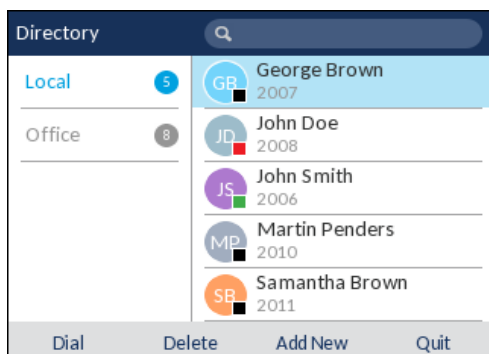 Directory
Local 5
Office 8
GB George Brown
2007
JD John Doe
2008
JS John Smith
2006
MP Martin Penders
2010
SB Samantha Brown
2011
Dial Delete Add New Quit